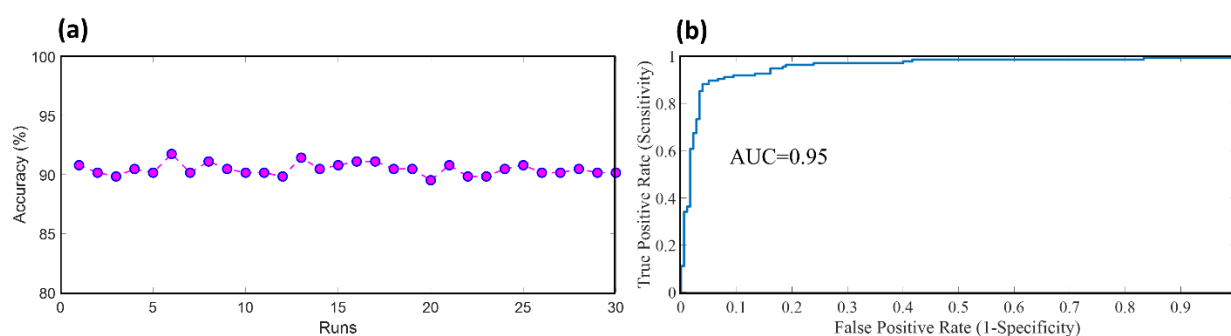 (a)
100
95
90
85
80
Accuracy (%)
0 5 10 15 20 25 30
Runs
(b)
1
0.8
0.6
0.4
0.2
0
True Positive Rate (Sensitivity)
AUC=0.95
0 0.1 0.2 0.3 0.4 0.5 0.6 0.7 0.8 0.9
False Positive Rate (1-Specificity)